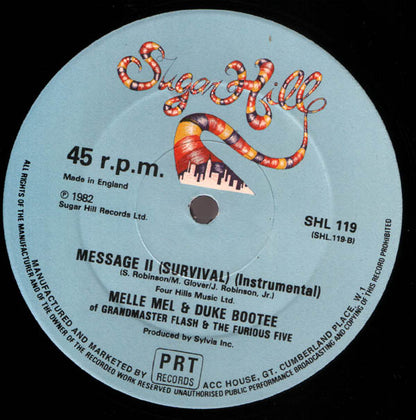 Sugar Hill
45 r.p.m.
Made in England
℗ 1982
Sugar Hill Records Ltd.
SHL 119
(SHL.119-B)
MESSAGE II (SURVIVAL) (Instrumental)
(S. Robinson/M. Glover/J. Robinson, Jr.)
Four Hills Music Ltd.
MELLE MEL & DUKE BOOTEE
of GRANDMASTER FLASH & THE FURIOUS FIVE
Produced by Sylvia Inc.
PRT
RECORDS
MANUFACTURED AND MARKETED BY
ACC HOUSE, GT. CUMBERLAND PLACE, W.1
ALL RIGHTS OF THE MANUFACTURER AND OF THE OWNER OF THE RECORDED WORK RESERVED UNAUTHORISED PUBLIC PERFORMANCE BROADCASTING AND COPYING OF THIS RECORD PROHIBITED